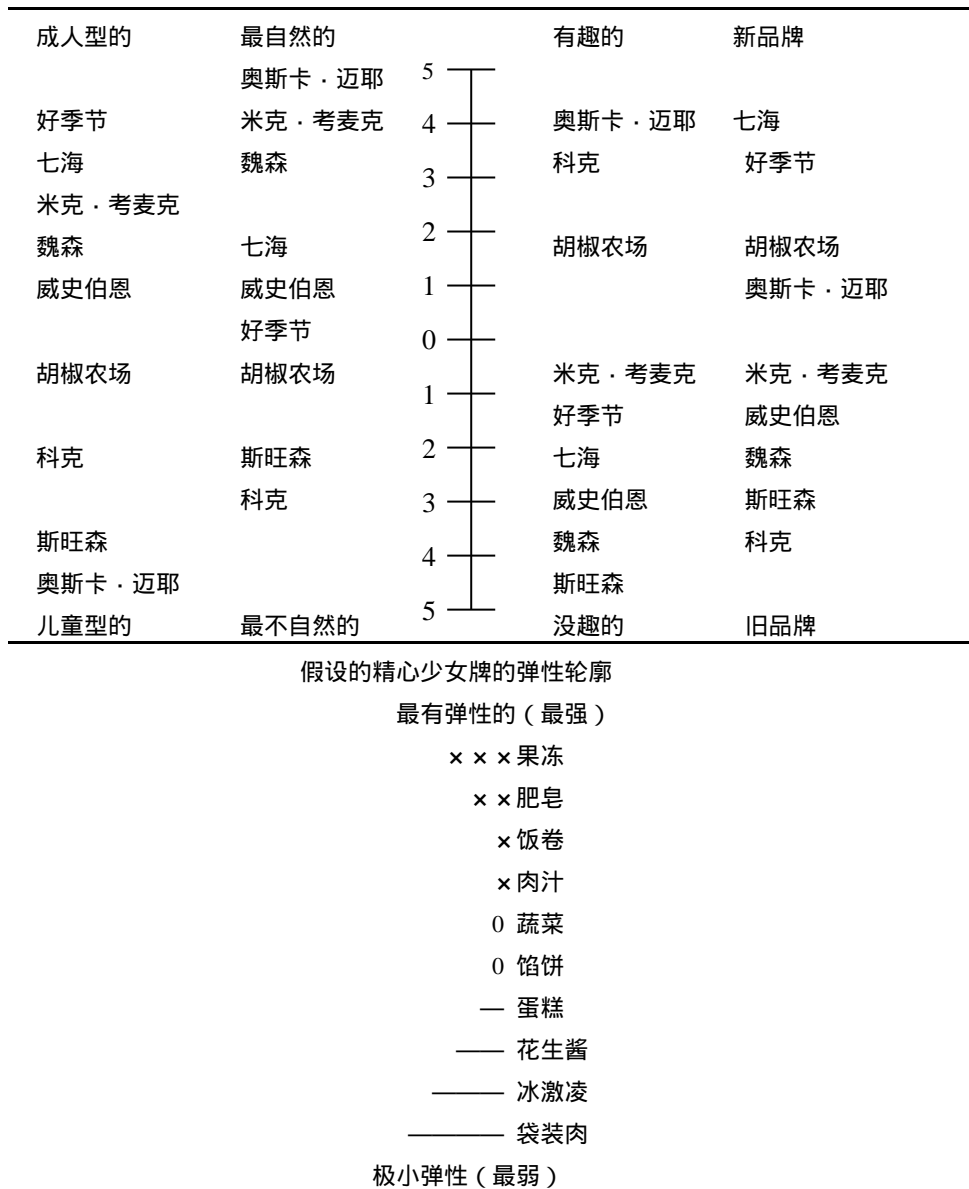 成人型的 最自然的 有趣的 新品牌
奥斯卡·迈耶 5
好季节 米克·考麦克 4 奥斯卡·迈耶 七海
七海 魏森 3 科克 好季节
米克·考麦克
魏森 七海 2 胡椒农场 胡椒农场
威史伯恩 威史伯恩 1 奥斯卡·迈耶
好季节 0
胡椒农场 胡椒农场 1 米克·考麦克 米克·考麦克
好季节 威史伯恩
科克 斯旺森 2 七海 魏森
科克 3 威史伯恩 斯旺森
斯旺森 4 魏森 科克
奥斯卡·迈耶 斯旺森
儿童型的 最不自然的 5 没趣的 旧品牌
假设的精心少女牌的弹性轮廓
最有弹性的（最强）
×××果冻
××肥皂
×饭卷
×肉汁
0 蔬菜
0 馅饼
— 蛋糕
—— 花生酱
——— 冰激凌
———— 袋装肉
极小弹性（最弱）